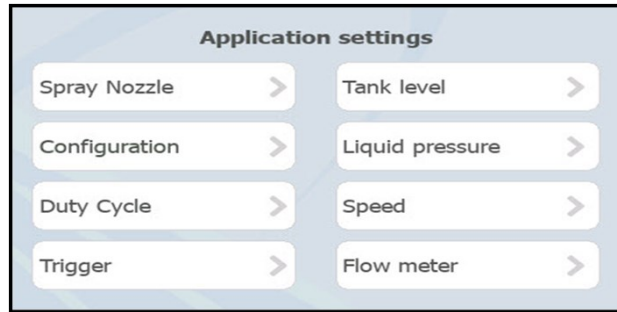 Application settings
Spray Nozzle
Tank level
Configuration
Liquid pressure
Duty Cycle
Speed
Trigger
Flow meter